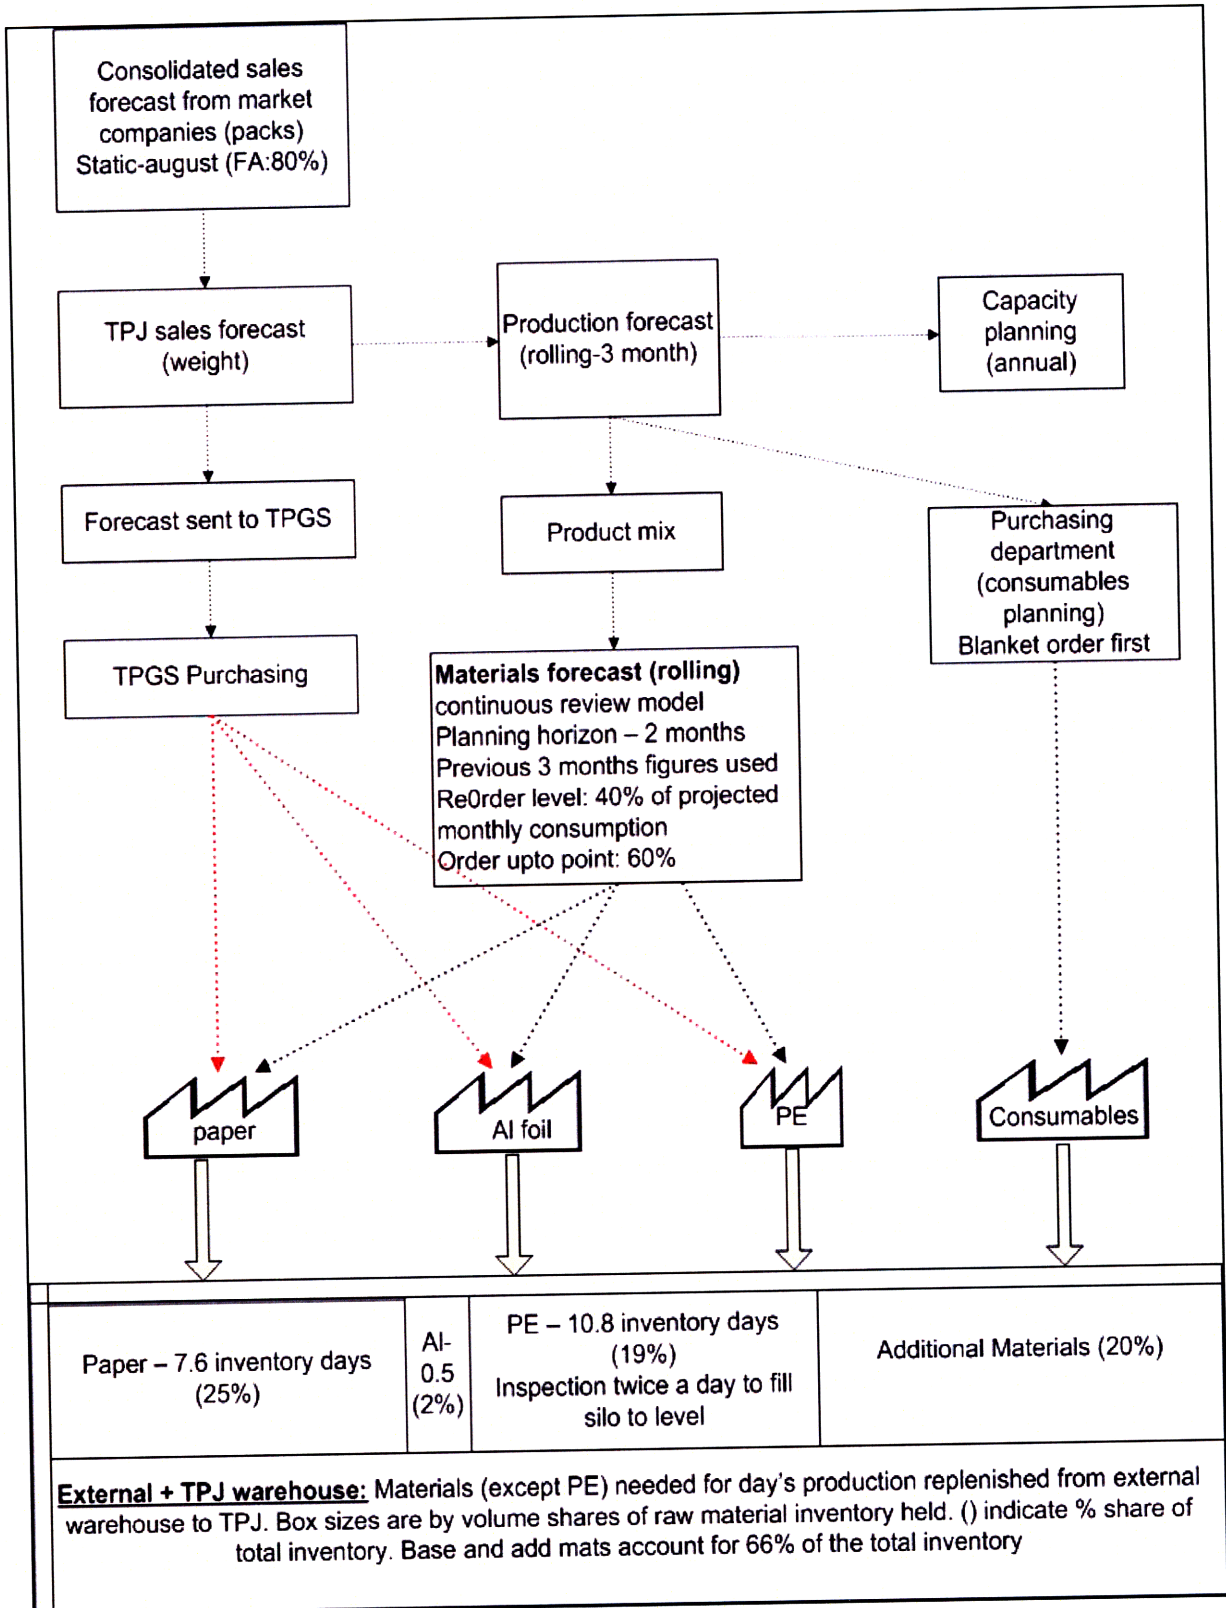 Consolidated sales
forecast from market
companies (packs)
Static-august (FA:80%)
TPJ sales forecast
(weight)
Production forecast
(rolling-3 month)
Capacity
planning
(annual)
Forecast sent to TPGS
Product mix
Purchasing
department
(consumables
planning)
Blanket order first
TPGS Purchasing
Materials forecast (rolling)
continuous review model
Planning horizon – 2 months
Previous 3 months figures used
Re0rder level: 40% of projected
monthly consumption
Order upto point: 60%
paper
Al foil
PE
Consumables
Paper – 7.6 inventory days
(25%)
Al-
0.5
(2%)
PE – 10.8 inventory days
(19%)
Inspection twice a day to fill
silo to level
Additional Materials (20%)
External + TPJ warehouse: Materials (except PE) needed for day's production replenished from external
warehouse to TPJ. Box sizes are by volume shares of raw material inventory held. () indicate % share of
total inventory. Base and add mats account for 66% of the total inventory